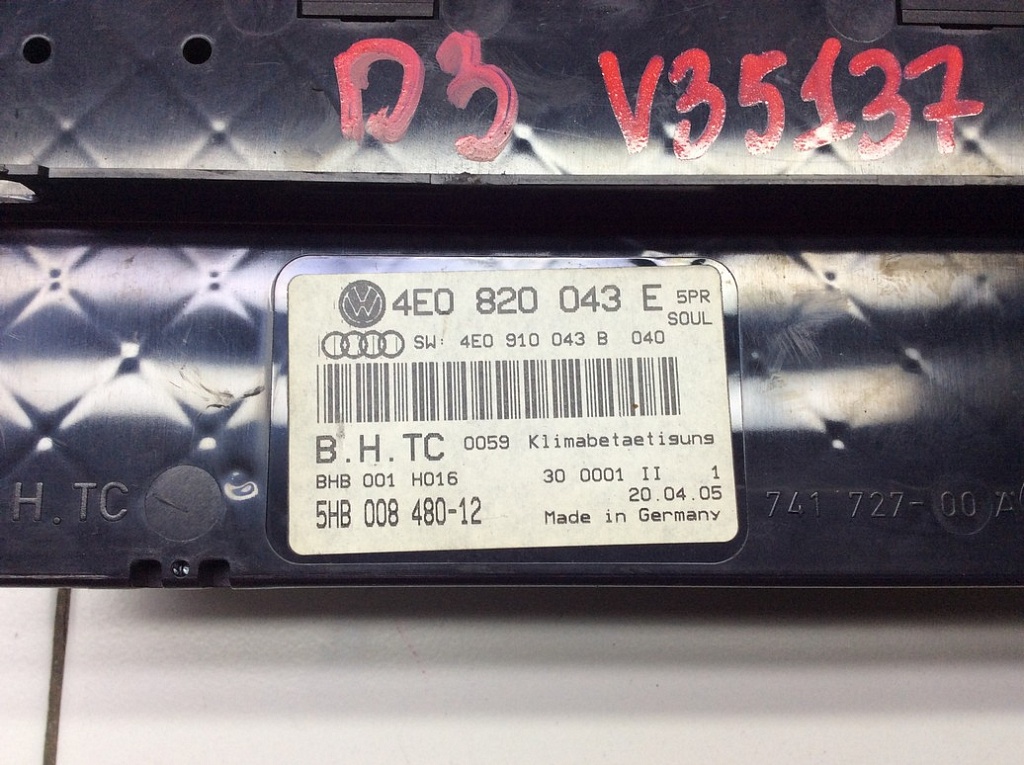 D3 V35137
4E0 820 043 E 5PR
SOUL
SW: 4E0 910 043 B 040
B.H.TC 0059 Klimabetaetigung
BHB 001 H016 30 0001 II 1
20.04.05
5HB 008 480-12 Made in Germany
H.TC
741 727-00 A